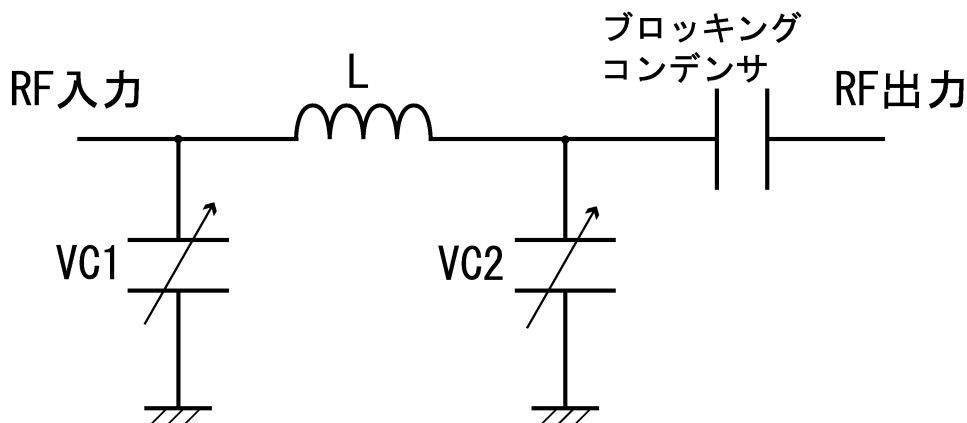 ブロッキング
コンデンサ
RF入力
L
RF出力
VC1
VC2